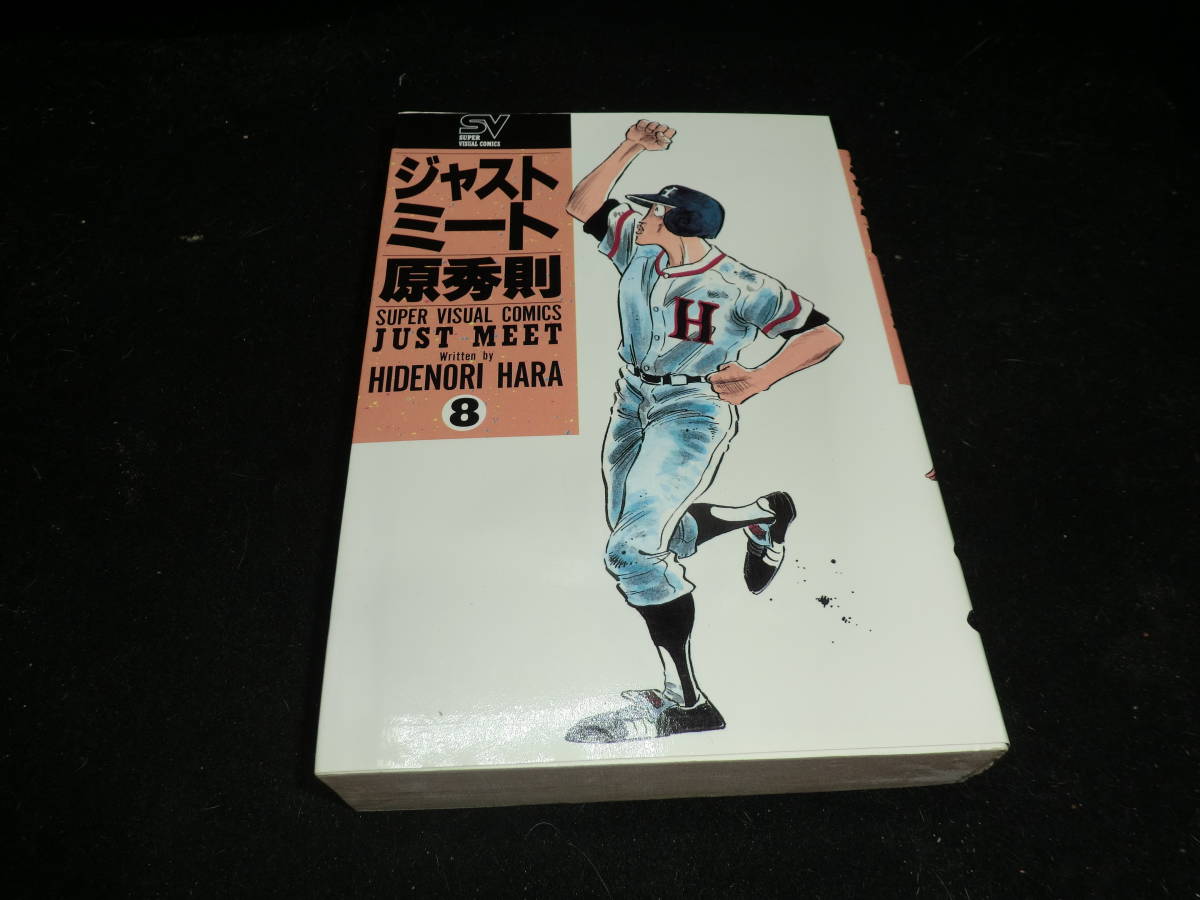 SV
SUPER
VISUAL COMICS
ジャスト
ミート
原秀則
SUPER VISUAL COMICS
JUST MEET
Written by
HIDENORI HARA
8
H
H